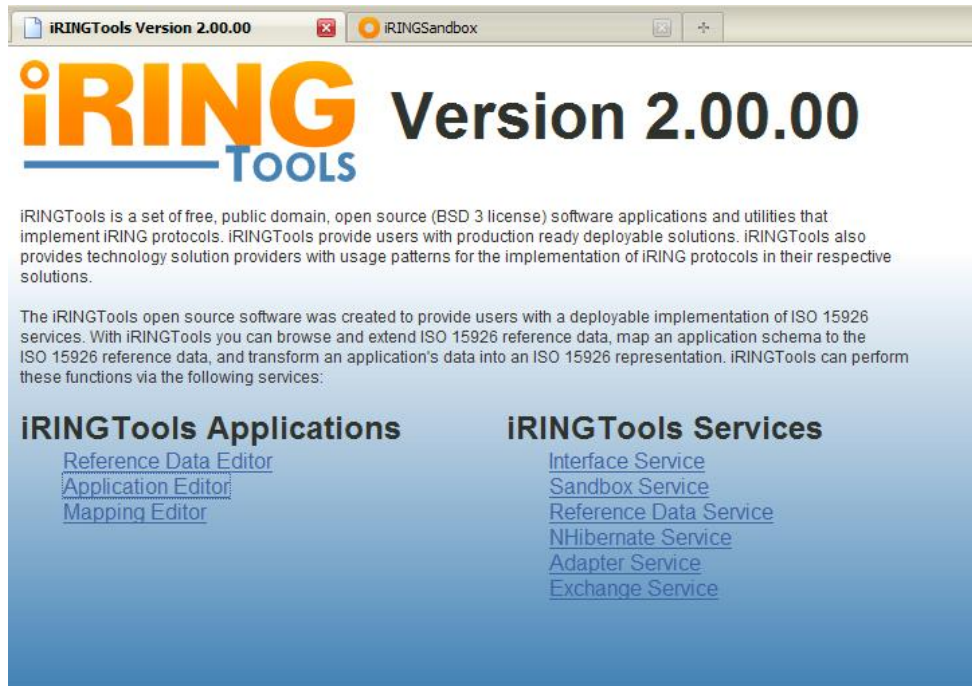 iRINGTools Version 2.00.00
iRINGSandbox
iRING
TOOLS
Version 2.00.00
iRINGTools is a set of free, public domain, open source (BSD 3 license) software applications and utilities that
implement iRING protocols. iRINGTools provide users with production ready deployable solutions. iRINGTools also
provides technology solution providers with usage patterns for the implementation of iRING protocols in their respective
solutions.
The iRINGTools open source software was created to provide users with a deployable implementation of ISO 15926
services. With iRINGTools you can browse and extend ISO 15926 reference data, map an application schema to the
ISO 15926 reference data, and transform an application's data into an ISO 15926 representation. iRINGTools can perform
these functions via the following services:
iRINGTools Applications
Reference Data Editor
Application Editor
Mapping Editor
iRINGTools Services
Interface Service
Sandbox Service
Reference Data Service
NHibernate Service
Adapter Service
Exchange Service